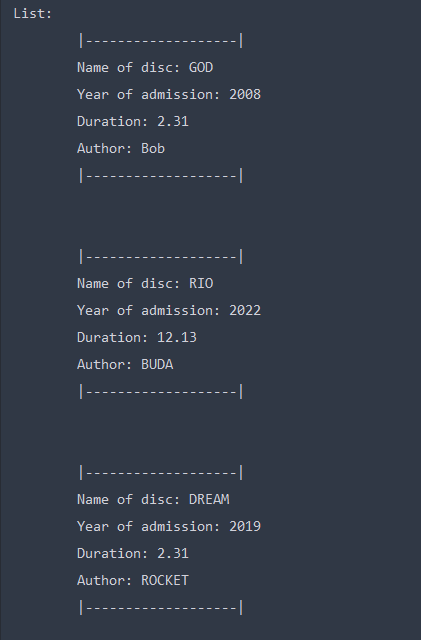 List:
|-------------------|
Name of disc: GOD
Year of admission: 2008
Duration: 2.31
Author: Bob
|-------------------|
|-------------------|
Name of disc: RIO
Year of admission: 2022
Duration: 12.13
Author: BUDA
|-------------------|
|-------------------|
Name of disc: DREAM
Year of admission: 2019
Duration: 2.31
Author: ROCKET
|-------------------|